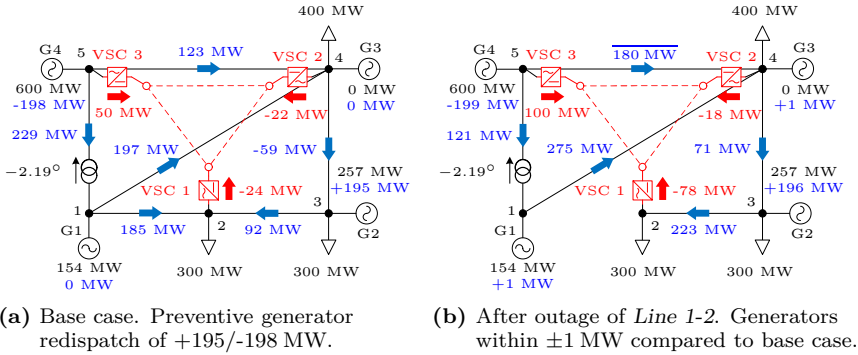 400 MW
G4
5
VSC 3
123 MW
VSC 2
4
G3
600 MW
-198 MW
50 MW
-22 MW
0 MW
0 MW
229 MW
197 MW
-59 MW
257 MW
+195 MW
−2.19°
VSC 1
-24 MW
1
2
3
G1
185 MW
92 MW
G2
154 MW
0 MW
300 MW
300 MW
(a) Base case. Preventive generator
redispatch of +195/-198 MW.
400 MW
G4
5
VSC 3
180 MW
VSC 2
4
G3
600 MW
-199 MW
100 MW
-18 MW
0 MW
+1 MW
121 MW
275 MW
71 MW
257 MW
+196 MW
−2.19°
VSC 1
-78 MW
1
2
3
G1
223 MW
G2
154 MW
+1 MW
300 MW
300 MW
(b) After outage of Line 1-2. Generators
within ±1 MW compared to base case.